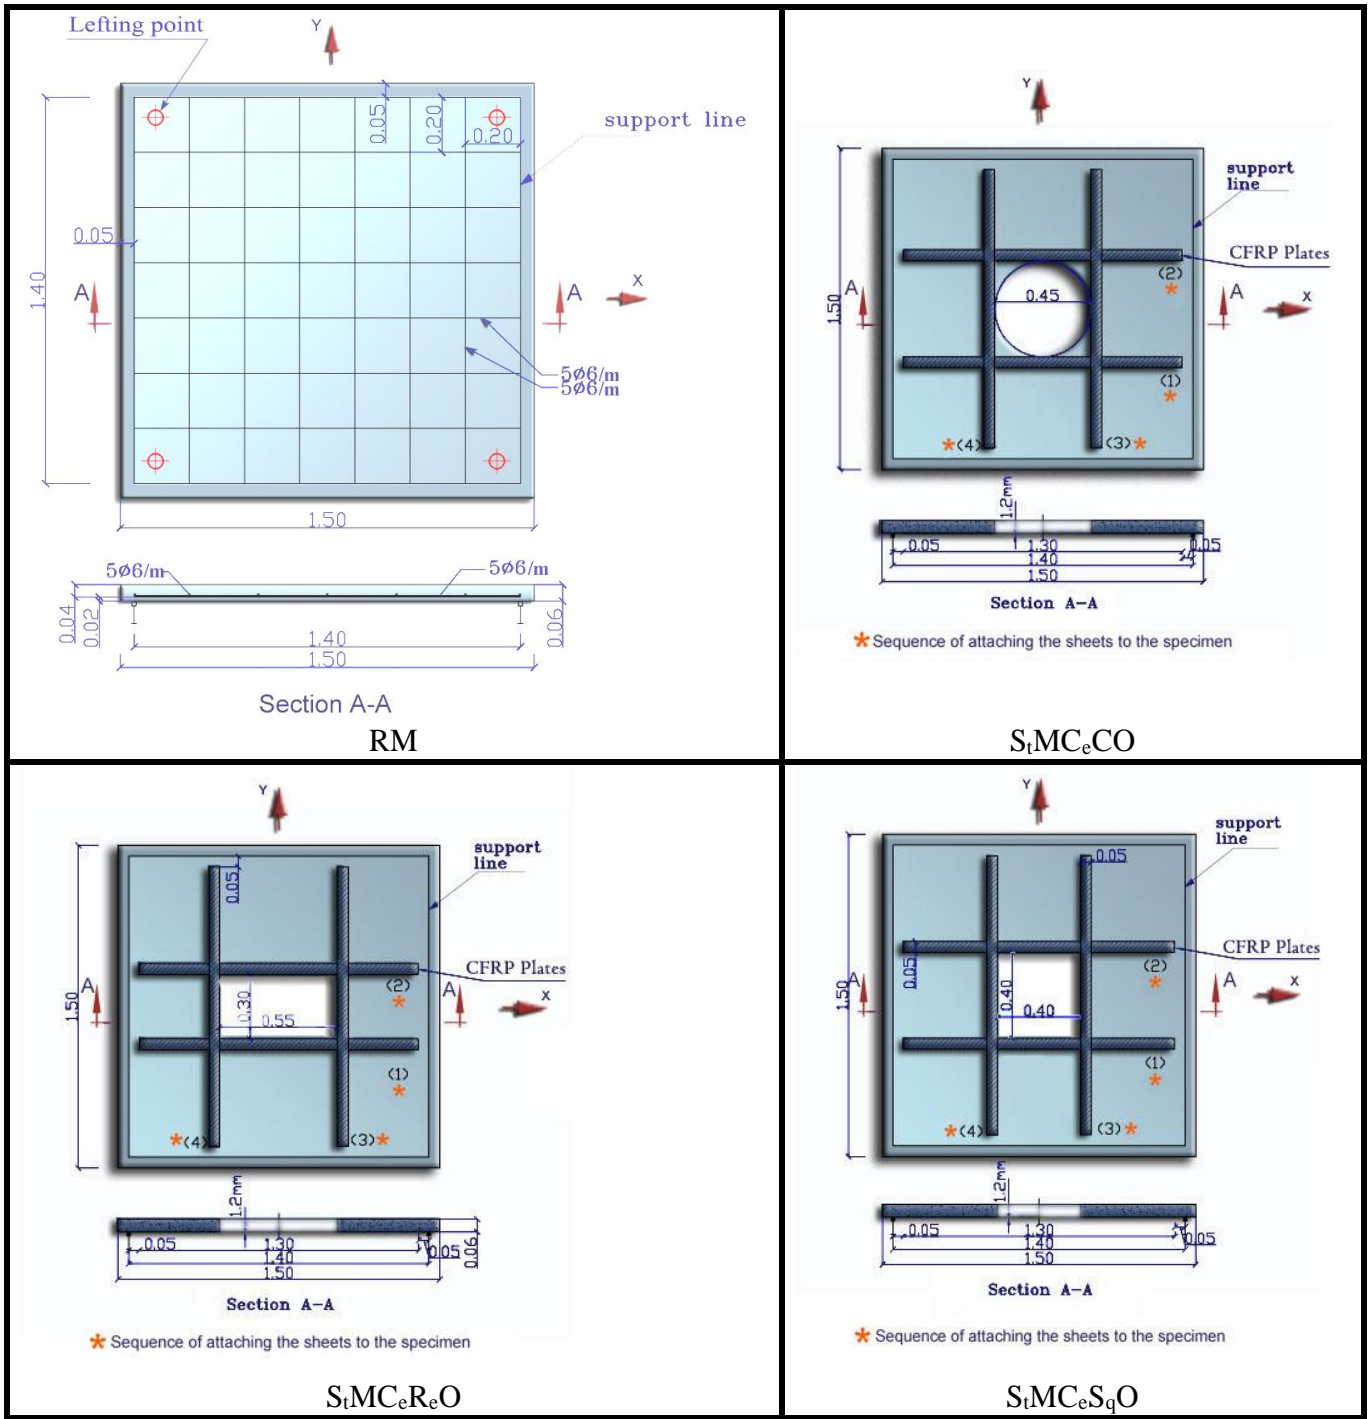 Lefting point
Y
0.05
0.20
0.20
support line
0.05
1.40
A
A
X
5ø6/m
5ø6/m
1.50
5ø6/m
5ø6/m
0.04
0.02
0.06
1.40
1.50
Section A-A
RM
Y
support
line
CFRP Plates
(2)
*
0.45
1.50
A
A
X
(1)
*
*(4)
(3)*
1.2mm
0.05
1.30
0.05
1.40
1.50
Section A-A
* Sequence of attaching the sheets to the specimen
StMCeCO
Y
support
line
0.05
CFRP Plates
(2)
*
1.50
A
A
X
0.30
0.55
(1)
*
*(4)
(3)*
1.2mm
0.05
1.30
0.05
0.06
1.40
1.50
Section A-A
* Sequence of attaching the sheets to the specimen
StMCeReO
Y
support
line
0.05
CFRP Plates
(2)
*
0.05
1.50
A
A
X
0.40
0.40
(1)
*
*(4)
(3)*
1.2mm
0.05
1.30
0.05
1.40
1.50
Section A-A
* Sequence of attaching the sheets to the specimen
StMCeSqO